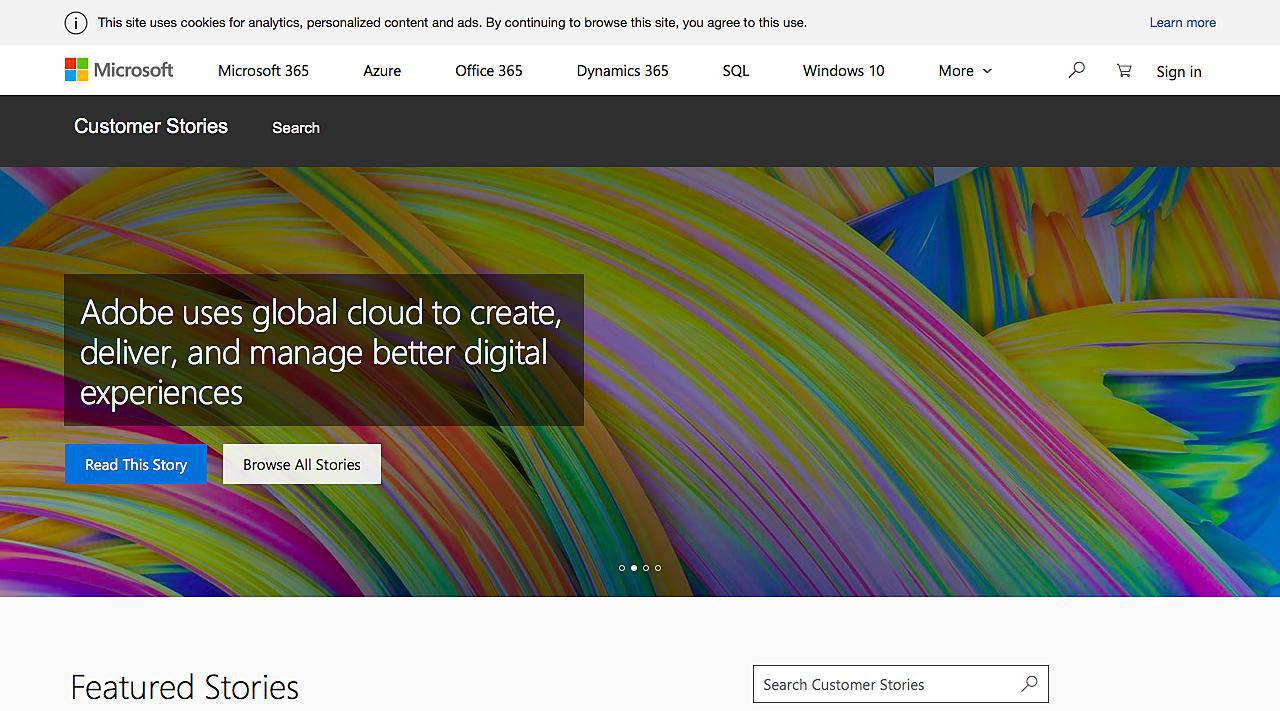 This site uses cookies for analytics, personalized content and ads. By continuing to browse this site, you agree to this use.
Learn more
Microsoft
Microsoft 365
Azure
Office 365
Dynamics 365
SQL
Windows 10
More
Sign in
Customer Stories
Search
Adobe uses global cloud to create,
deliver, and manage better digital
experiences
Read This Story
Browse All Stories
Featured Stories
Search Customer Stories